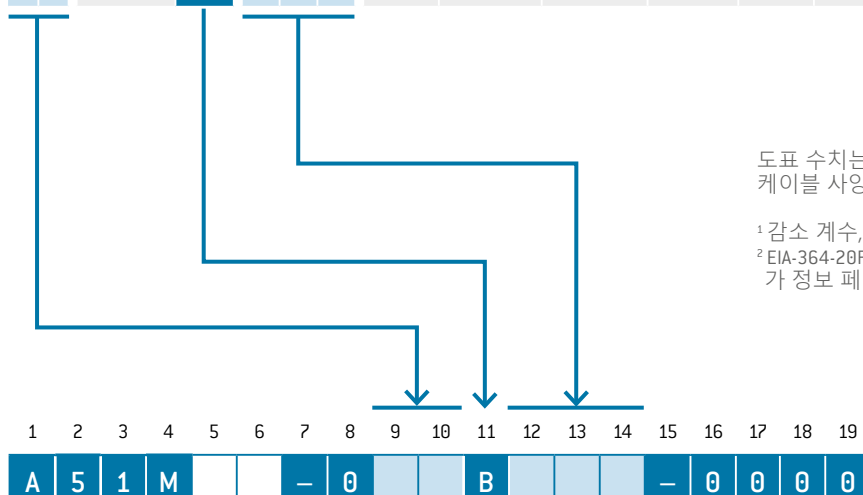 도표 수치는
케이블 사양
¹ 감소 계수,
² EIA-364-20
가 정보 페
1 2 3 4 5 6 7 8 9 10 11 12 13 14 15 16 17 18 19
A 5 1 M – 0 B – 0 0 0 0